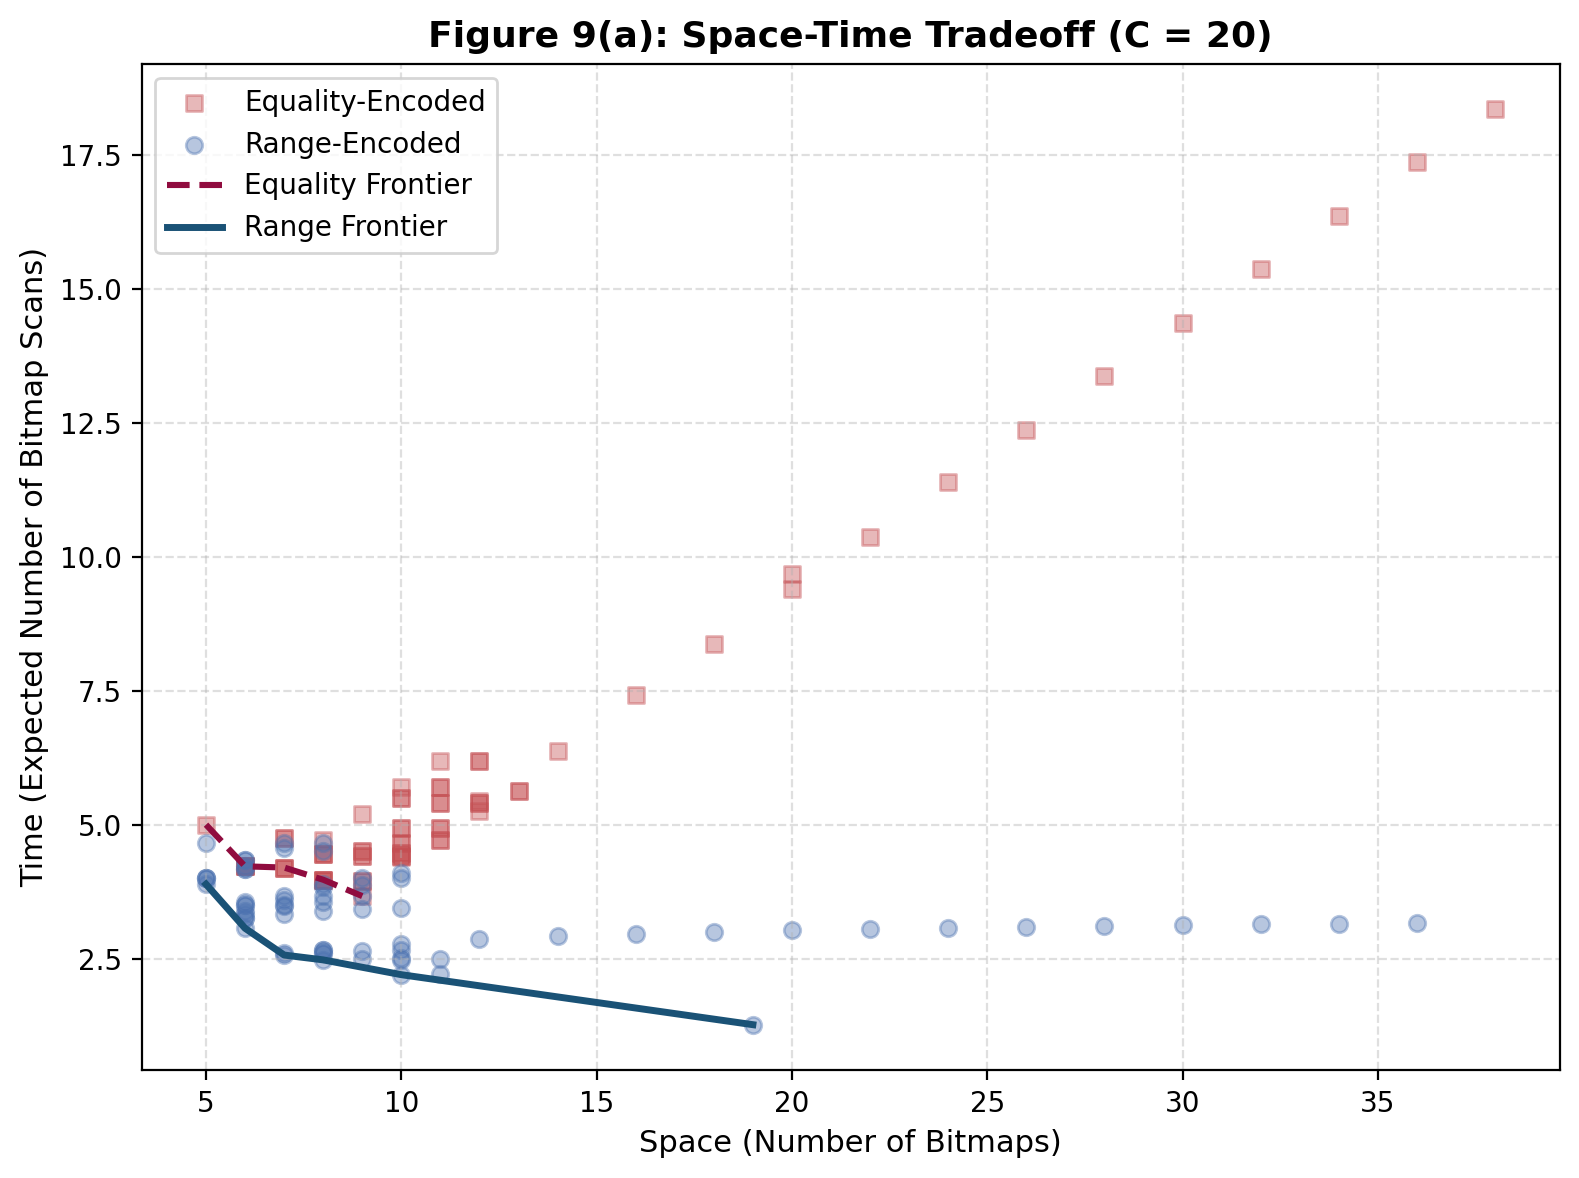 Figure 9(a): Space-Time Tradeoff (C = 20)
Equality-Encoded
Range-Encoded
Equality Frontier
Range Frontier
Time (Expected Number of Bitmap Scans)
17.5
15.0
12.5
10.0
7.5
5.0
2.5
5 10 15 20 25 30 35
Space (Number of Bitmaps)